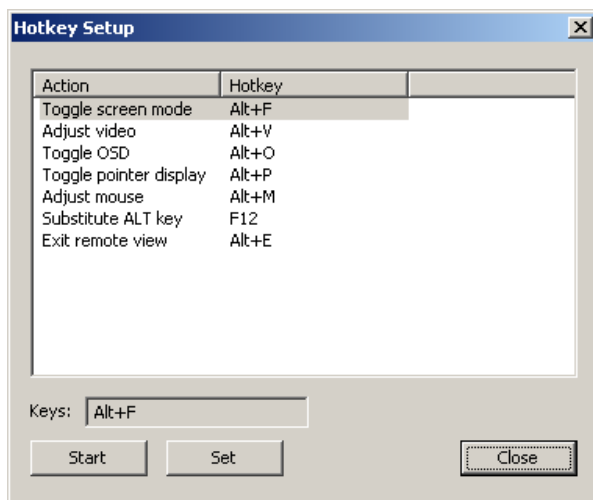 Hotkey Setup
Action Hotkey
Toggle screen mode Alt+F
Adjust video Alt+V
Toggle OSD Alt+O
Toggle pointer display Alt+P
Adjust mouse Alt+M
Substitute ALT key F12
Exit remote view Alt+E
Keys: Alt+F
Start Set Close